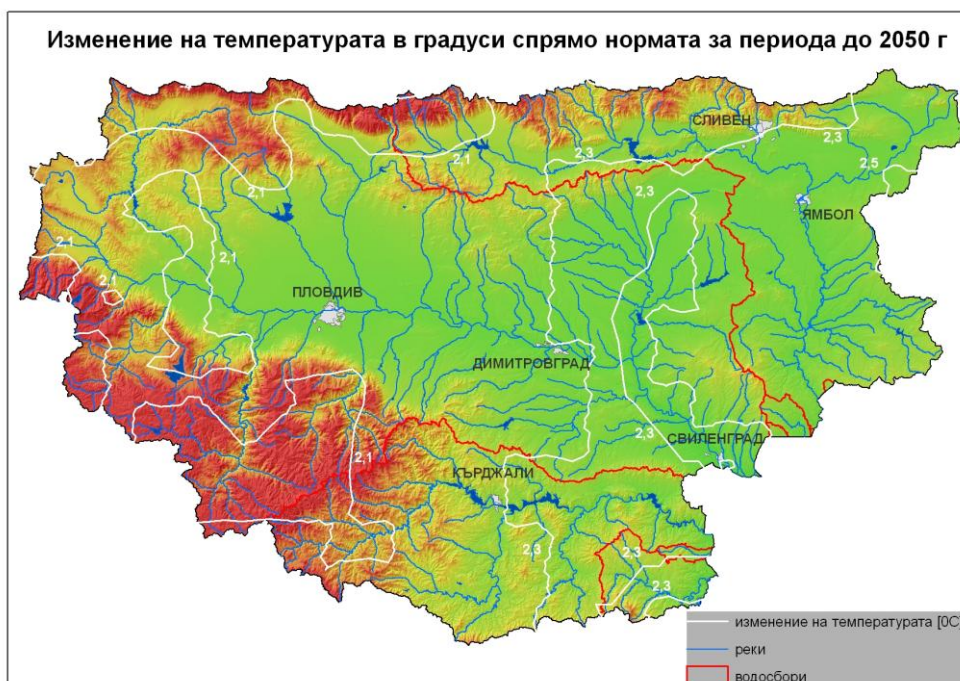 Изменение на температурата в градуси спрямо нормата за периода до 2050 г
СЛИВЕН
2,3
2,1
2,3
2,5
2,1
2,3
ЯМБОЛ
2,1
2,1
2,1
ПЛОВДИВ
ДИМИТРОВГРАД
2,3
СВИЛЕНГРАД
2,1
КЪРДЖАЛИ
2,3
2,3
2,3
изменение на температурата [0C]
реки
водосбори